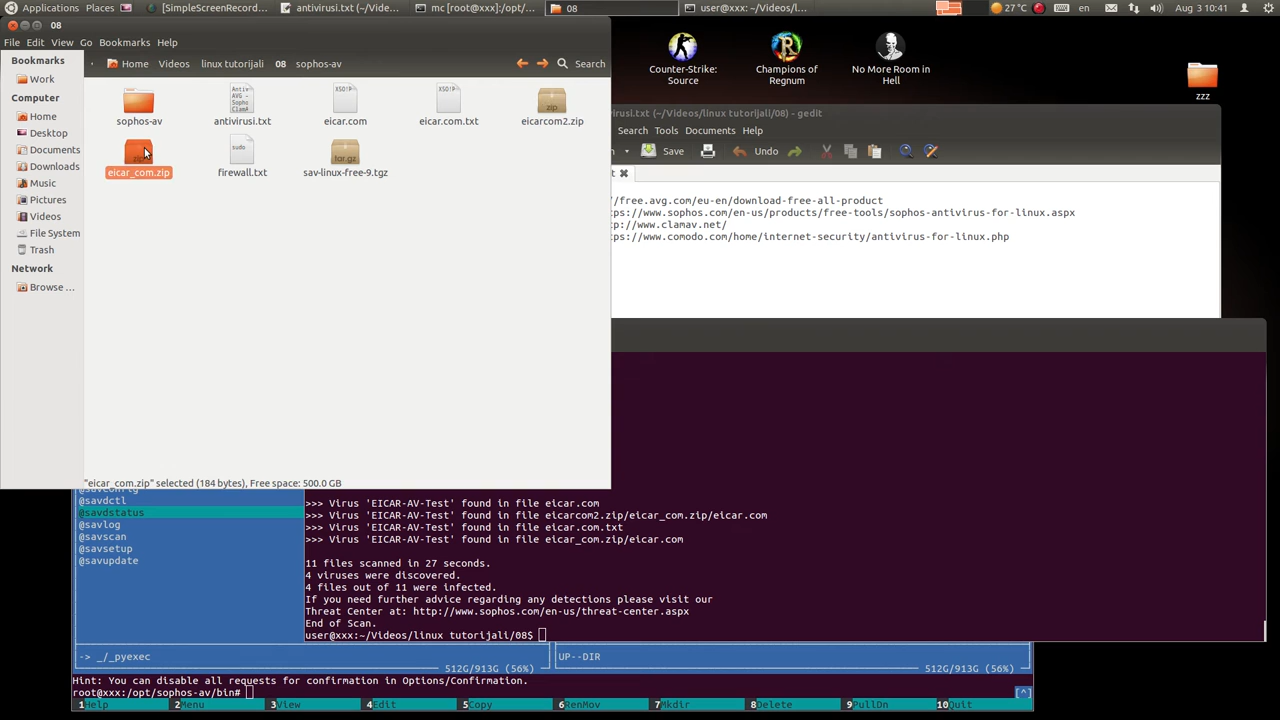 Applications Places [SimpleScreenRecord... antivirusi.txt (~/Vide... mc [root@xxx]:/opt/... 08 user@xxx: ~/Videos/l... 27 °C en Aug 3 10:41
08
File Edit View Go Bookmarks Help
Bookmarks
Work
Computer
Home
Desktop
Documents
Downloads
Music
Pictures
Videos
File System
Trash
Network
Browse ...
Home Videos linux tutorijali 08 sophos-av Search
sophos-av antivirusi.txt eicar.com eicar.com.txt eicarcom2.zip
eicar_com.zip firewall.txt sav-linux-free-9.tgz
"eicar_com.zip" selected (184 bytes), Free space: 500.0 GB
Counter-Strike: Source
Champions of Regnum
No More Room in Hell
zzz
virusi.txt (~/Videos/linux tutorijali/08) - gedit
Search Tools Documents Help
Save Undo
/free.avg.com/eu-en/download-free-all-product
ps://www.sophos.com/en-us/products/free-tools/sophos-antivirus-for-linux.aspx
p://www.clamav.net/
ps://www.comodo.com/home/internet-security/antivirus-for-linux.php
>>> Virus 'EICAR-AV-Test' found in file eicar.com
>>> Virus 'EICAR-AV-Test' found in file eicarcom2.zip/eicar_com.zip/eicar.com
>>> Virus 'EICAR-AV-Test' found in file eicar.com.txt
>>> Virus 'EICAR-AV-Test' found in file eicar_com.zip/eicar.com
11 files scanned in 27 seconds.
4 viruses were discovered.
4 files out of 11 were infected.
If you need further advice regarding any detections please visit our
Threat Center at: http://www.sophos.com/en-us/threat-center.aspx
End of Scan.
user@xxx:~/Videos/linux tutorijali/08$
@savconfig
@savdctl
@savdstatus
@savlog
@savscan
@savsetup
@savupdate
-> _/_pyexec UP--DIR
512G/913G (56%) 512G/913G (56%)
Hint: You can disable all requests for confirmation in Options/Confirmation.
root@xxx:/opt/sophos-av/bin# [^]
1Help 2Menu 3View 4Edit 5Copy 6RenMov 7Mkdir 8Delete 9PullDn 10Quit